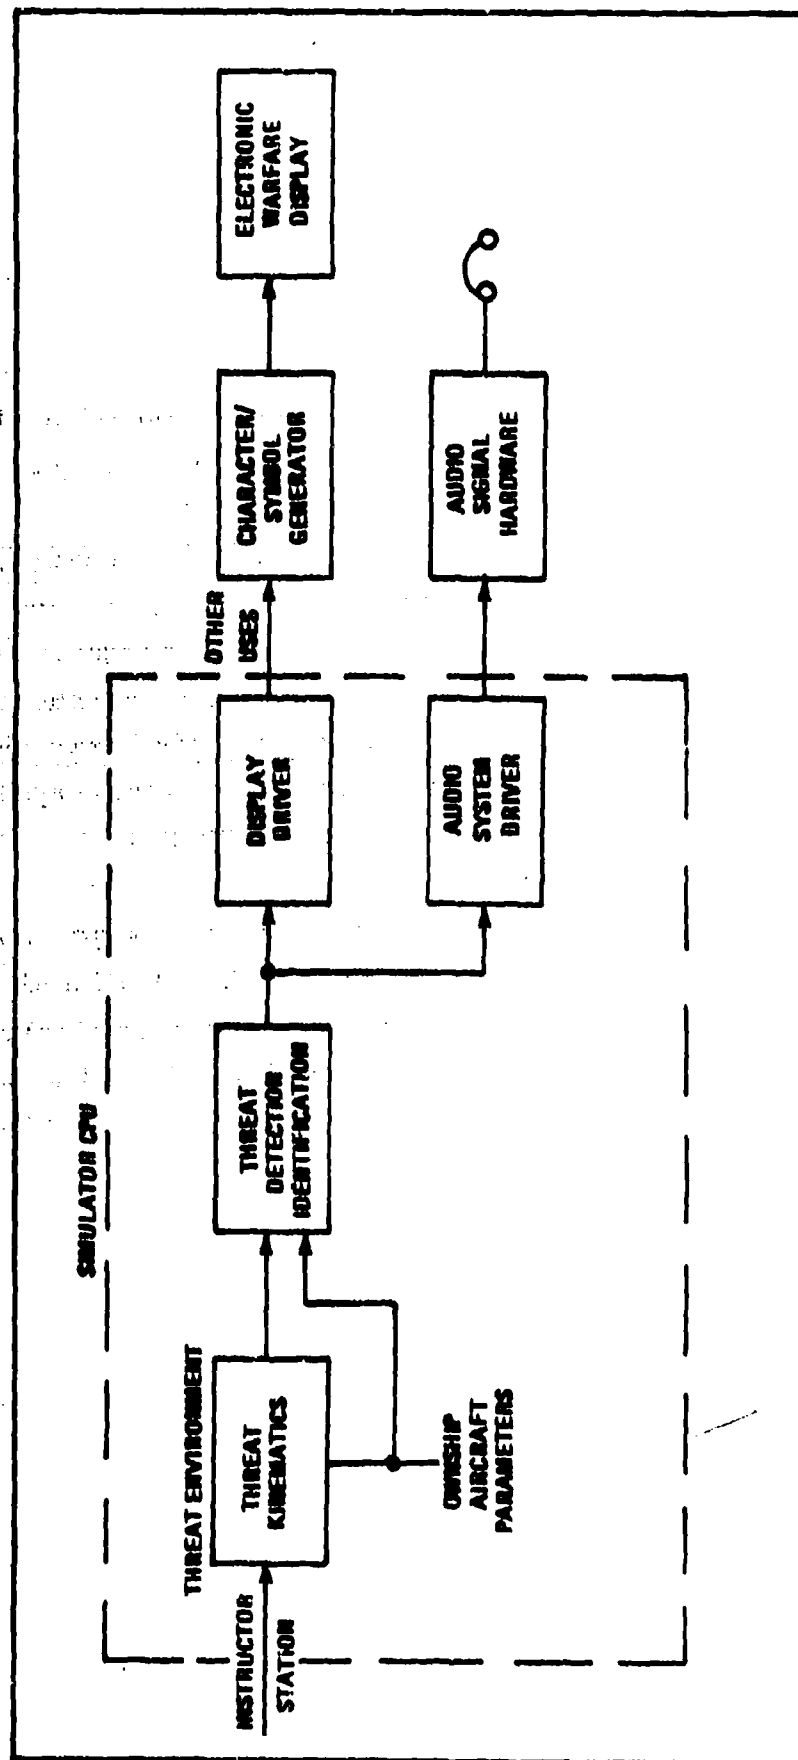 SIMULATOR CPU
THREAT ENVIRONMENT
INSTRUCTOR
STATION
THREAT
KINEMATICS
OWNSHIP
AIRCRAFT
PARAMETERS
THREAT
DETECTION
IDENTIFICATION
DISPLAY
DRIVER
AUDIO
SYSTEM
DRIVER
OTHER
USES
CHARACTER/
SYMBOL
GENERATOR
AUDIO
SIGNAL
HARDWARE
ELECTRONIC
WARFARE
DISPLAY